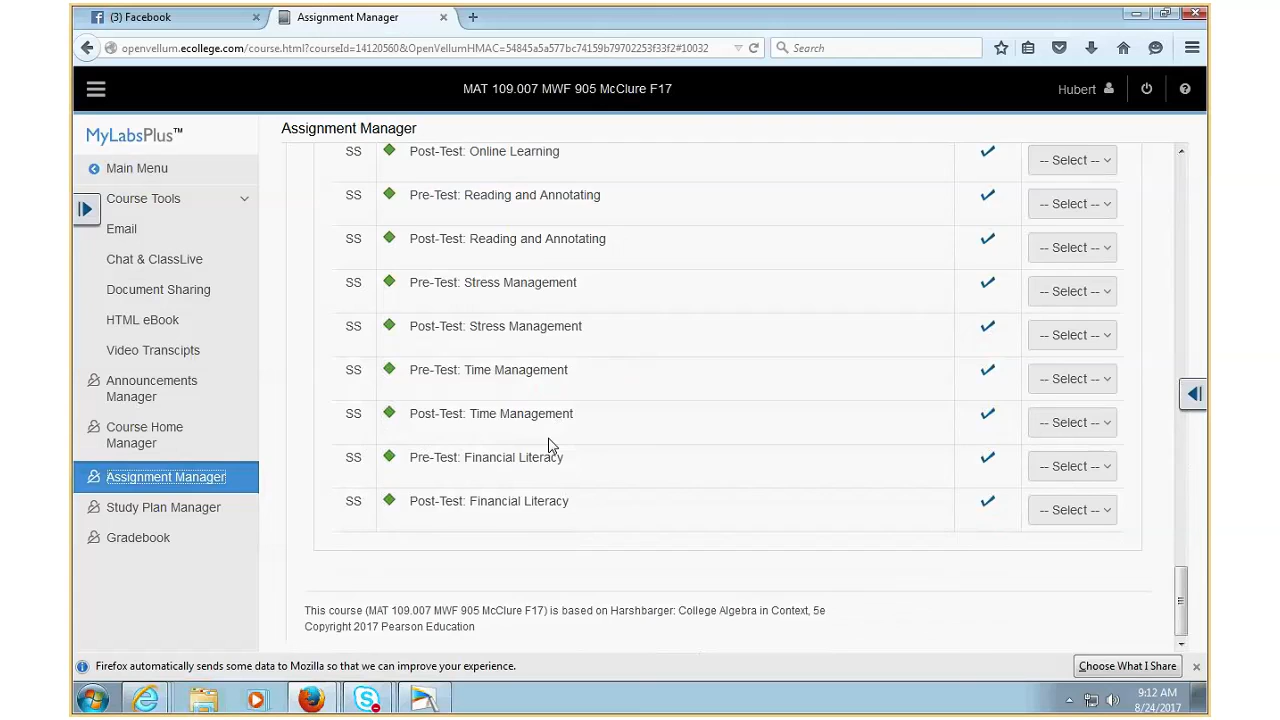 (3) Facebook
Assignment Manager
openvellum.ecollege.com/course.html?courseId=14120560&OpenVellumHMAC=54845a5a577bc74159b79702253f33f2#10032
Search
MAT 109.007 MWF 905 McClure F17
Hubert
MyLabsPlus™
Main Menu
Course Tools
Email
Chat & ClassLive
Document Sharing
HTML eBook
Video Transcipts
Announcements
Manager
Course Home
Manager
Assignment Manager
Study Plan Manager
Gradebook
Assignment Manager
SS Post-Test: Online Learning -- Select --
SS Pre-Test: Reading and Annotating -- Select --
SS Post-Test: Reading and Annotating -- Select --
SS Pre-Test: Stress Management -- Select --
SS Post-Test: Stress Management -- Select --
SS Pre-Test: Time Management -- Select --
SS Post-Test: Time Management -- Select --
SS Pre-Test: Financial Literacy -- Select --
SS Post-Test: Financial Literacy -- Select --
This course (MAT 109.007 MWF 905 McClure F17) is based on Harshbarger: College Algebra in Context, 5e
Copyright 2017 Pearson Education
Firefox automatically sends some data to Mozilla so that we can improve your experience.
Choose What I Share
9:12 AM
8/24/2017